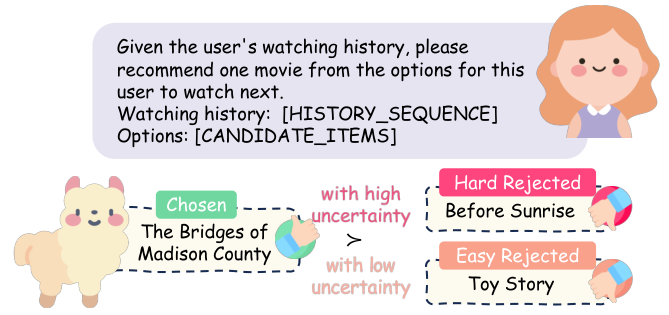 Given the user's watching history, please
recommend one movie from the options for this
user to watch next.
Watching history: [HISTORY_SEQUENCE]
Options: [CANDIDATE_ITEMS]
Chosen
The Bridges of
Madison County
with high
uncertainty
≻
with low
uncertainty
Hard Rejected
Before Sunrise
Easy Rejected
Toy Story